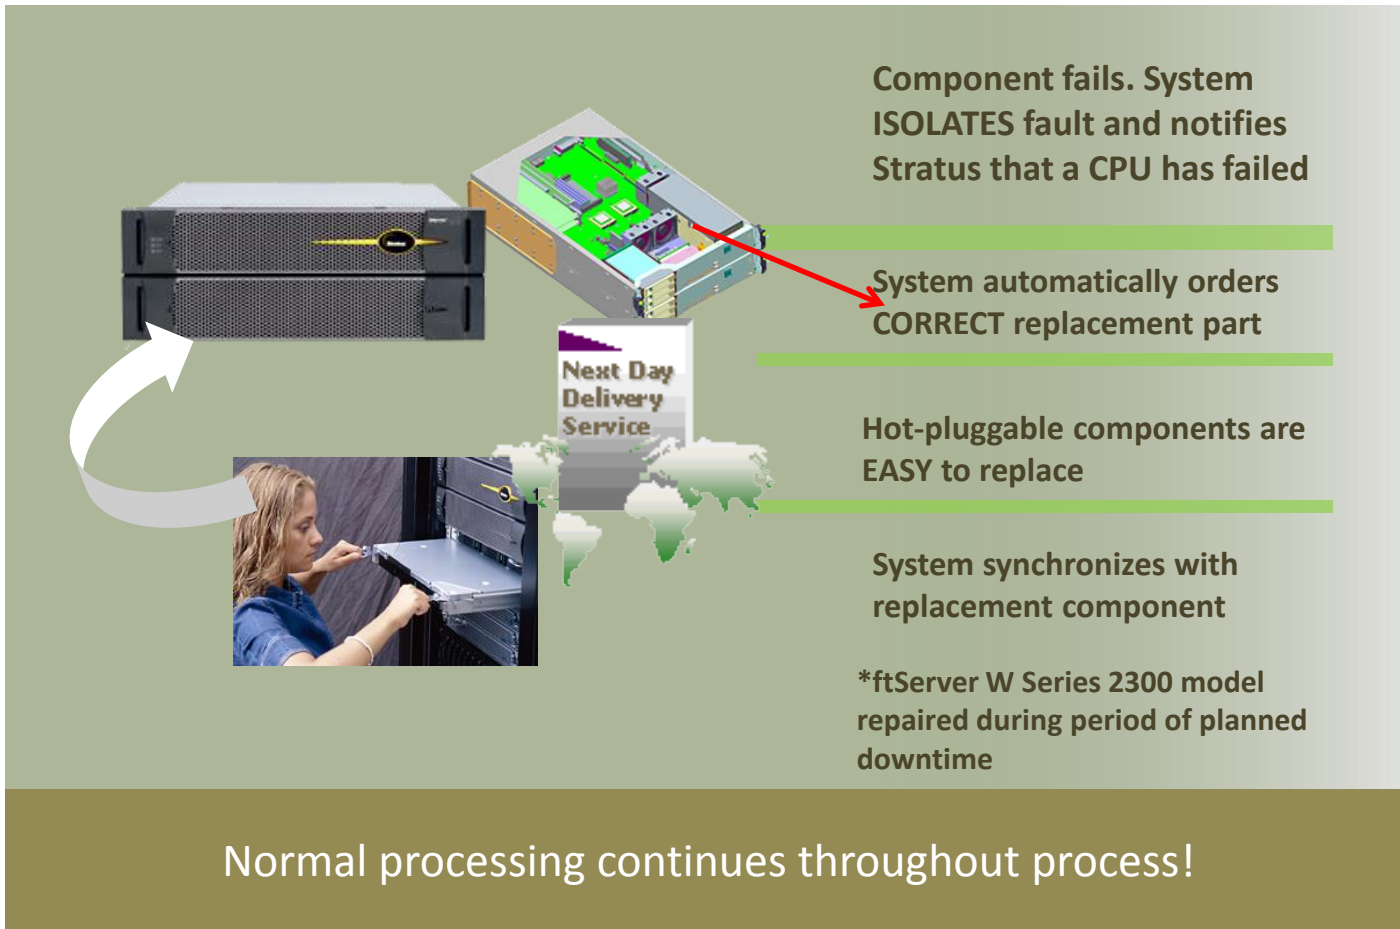 Component fails. System
ISOLATES fault and notifies
Stratus that a CPU has failed
System automatically orders
CORRECT replacement part
Next Day
Delivery
Service
Hot-pluggable components are
EASY to replace
System synchronizes with
replacement component
*ftServer W Series 2300 model
repaired during period of planned
downtime
Normal processing continues throughout process!